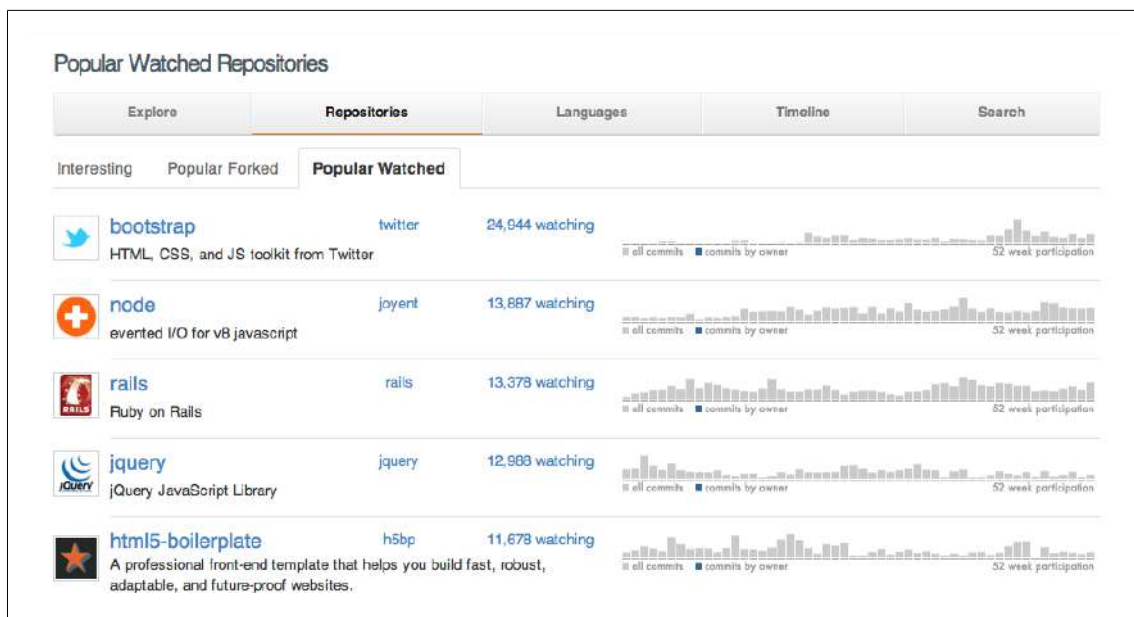 Popular Watched Repositories
Explore Repositories Languages Timeline Search
Interesting Popular Forked Popular Watched
bootstrap twitter 24,944 watching
HTML, CSS, and JS toolkit from Twitter
all commits commits by owner 52 week participation
node joyent 13,887 watching
evented I/O for v8 javascript
all commits commits by owner 52 week participation
RAILS
rails rails 13,378 watching
Ruby on Rails
all commits commits by owner 52 week participation
jQuery
jquery jquery 12,988 watching
jQuery JavaScript Library
all commits commits by owner 52 week participation
html5-boilerplate h5bp 11,678 watching
A professional front-end template that helps you build fast, robust,
adaptable, and future-proof websites.
all commits commits by owner 52 week participation